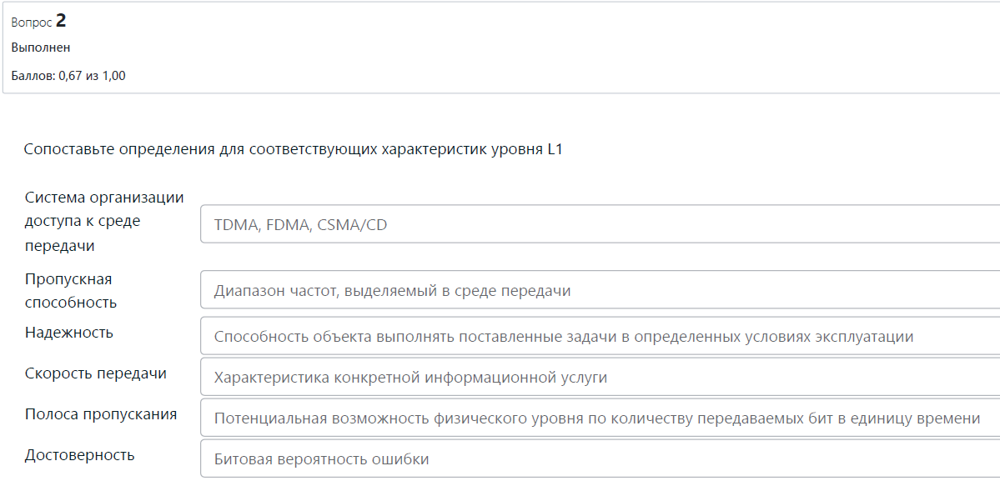 Вопрос 2
Выполнен
Баллов: 0,67 из 1,00
Сопоставьте определения для соответствующих характеристик уровня L1
Система организации
доступа к среде
передачи
TDMA, FDMA, CSMA/CD
Пропускная
способность
Диапазон частот, выделяемый в среде передачи
Надежность
Способность объекта выполнять поставленные задачи в определенных условиях эксплуатации
Скорость передачи
Характеристика конкретной информационной услуги
Полоса пропускания
Потенциальная возможность физического уровня по количеству передаваемых бит в единицу времени
Достоверность
Битовая вероятность ошибки